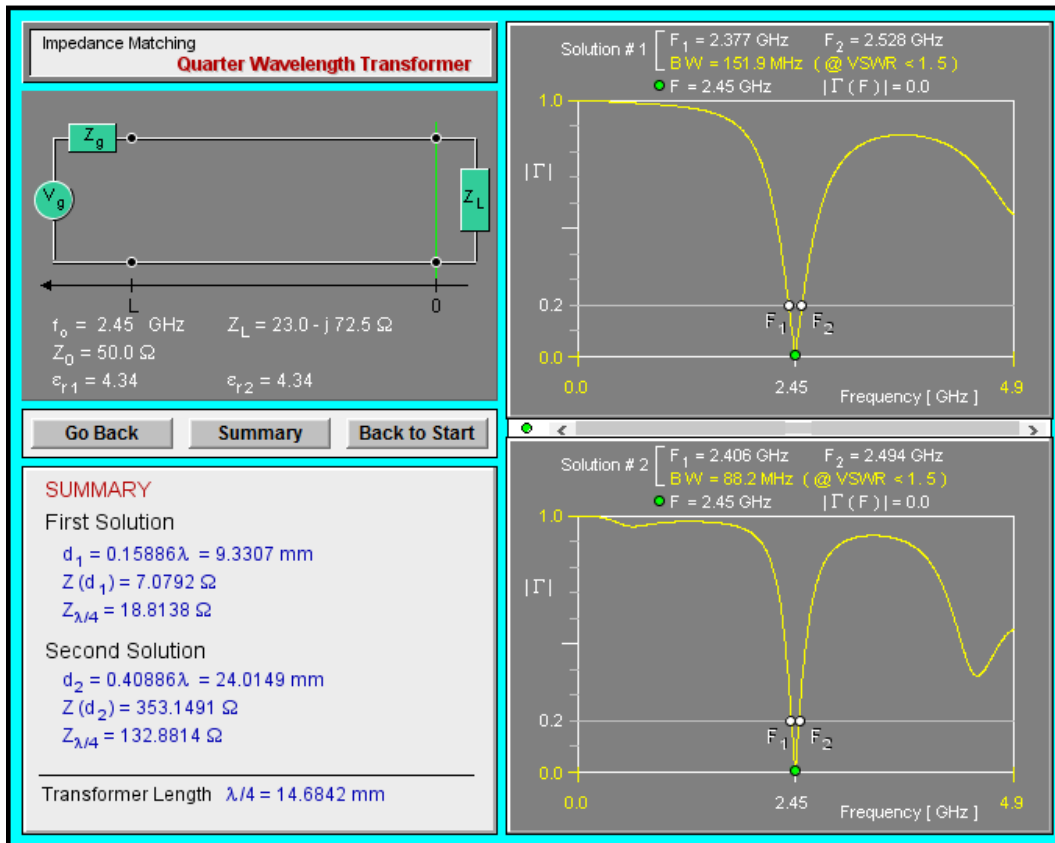 Impedance Matching
Quarter Wavelength Transformer
Zg
Vg
ZL
L 0
fo = 2.45 GHz ZL = 23.0 - j 72.5 Ω
Z0 = 50.0 Ω
εr1 = 4.34 εr2 = 4.34
Go Back Summary Back to Start
SUMMARY
First Solution
d1 = 0.15886λ = 9.3307 mm
Z (d1) = 7.0792 Ω
Zλ/4 = 18.8138 Ω
Second Solution
d2 = 0.40886λ = 24.0149 mm
Z (d2) = 353.1491 Ω
Zλ/4 = 132.8814 Ω
Transformer Length λ/4 = 14.6842 mm
Solution # 1 F1 = 2.377 GHz F2 = 2.528 GHz
BW = 151.9 MHz ( @ VSWR < 1.5 )
F = 2.45 GHz |Γ(F)| = 0.0
1.0
|Γ|
0.2
F1 F2
0.0
0.0 2.45 4.9
Frequency [ GHz ]
Solution # 2 F1 = 2.406 GHz F2 = 2.494 GHz
BW = 88.2 MHz ( @ VSWR < 1.5 )
F = 2.45 GHz |Γ(F)| = 0.0
1.0
|Γ|
0.2
F1 F2
0.0
0.0 2.45 4.9
Frequency [ GHz ]